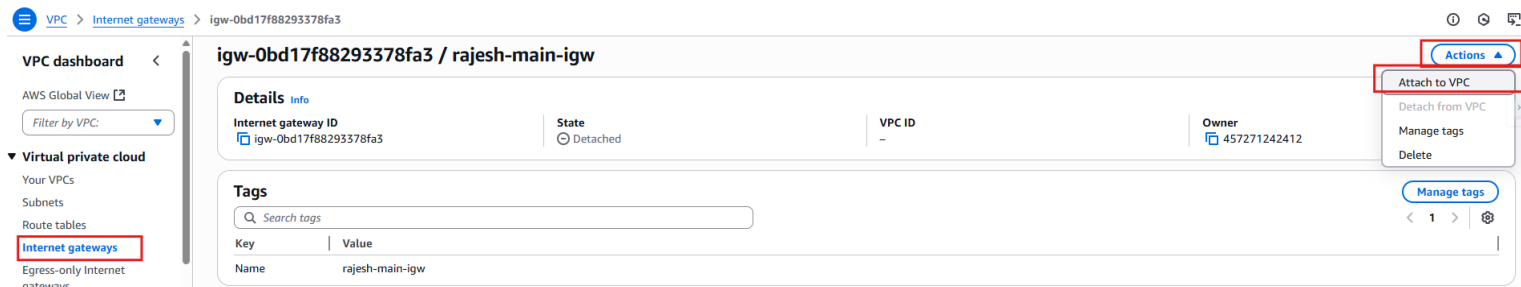 VPC > Internet gateways > igw-0bd17f88293378fa3
VPC dashboard
AWS Global View
Filter by VPC:
Virtual private cloud
Your VPCs
Subnets
Route tables
Internet gateways
Egress-only Internet
gateways
igw-0bd17f88293378fa3 / rajesh-main-igw
Actions
Attach to VPC
Detach from VPC
Manage tags
Delete
Details Info
Internet gateway ID
igw-0bd17f88293378fa3
State
Detached
VPC ID
–
Owner
457271242412
Tags
Manage tags
Search tags
< 1 >
Key Value
Name rajesh-main-igw